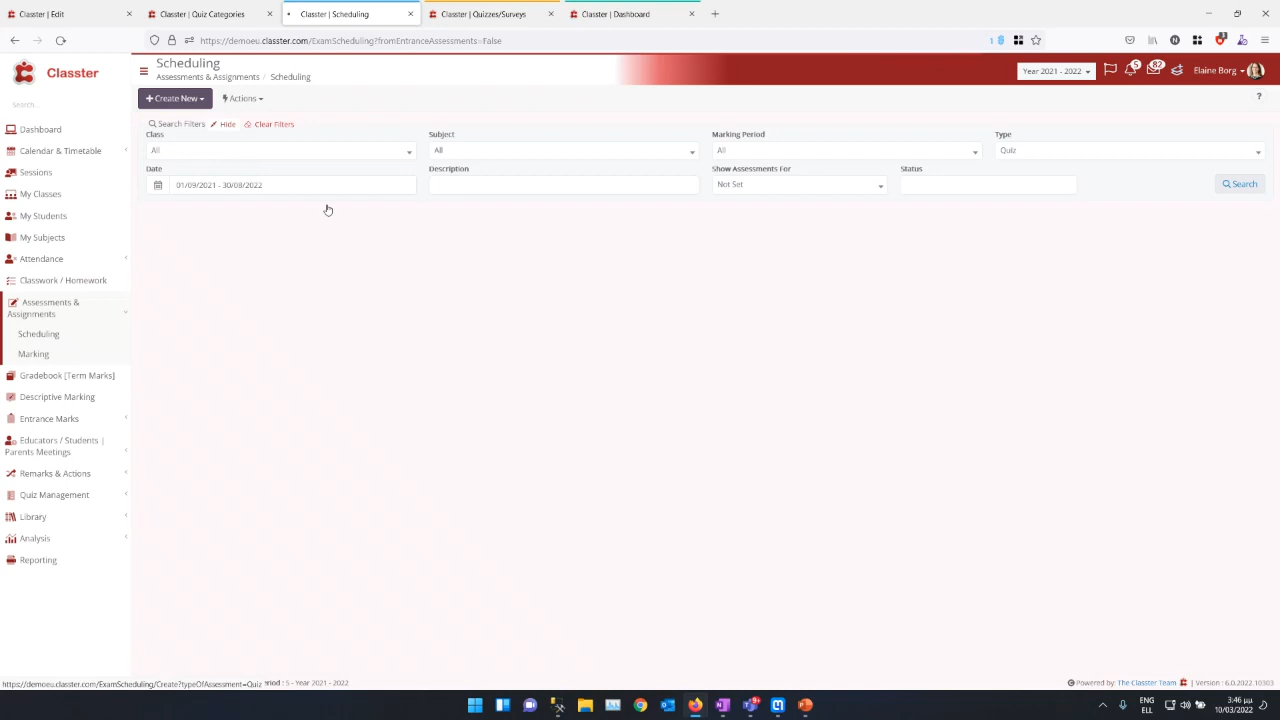 Classter | Edit
Classter | Quiz Categories
Classter | Scheduling
Classter | Quizzes/Surveys
Classter | Dashboard
https://demoeu.classter.com/ExamScheduling?fromEntranceAssessments=False
Classter
Scheduling
Assessments & Assignments / Scheduling
Year 2021 - 2022
5
82
Elaine Borg
Search...
Create New
Actions
?
Search Filters
Hide
Clear Filters
Class
Subject
Marking Period
Type
All
All
All
Quiz
Date
Description
Show Assessments For
Status
01/09/2021 - 30/08/2022
Not Set
Search
Dashboard
Calendar & Timetable
Sessions
My Classes
My Students
My Subjects
Attendance
Classwork / Homework
Assessments &
Assignments
Scheduling
Marking
Gradebook [Term Marks]
Descriptive Marking
Entrance Marks
Educators / Students |
Parents Meetings
Remarks & Actions
Quiz Management
Library
Analysis
Reporting
https://demoeu.classter.com/ExamScheduling/Create?typeOfAssessment=Quiz
riod : 5 - Year 2021 - 2022
Powered by: The Classter Team | Version : 6.0.2022.10303
ENG
ΕΛ
3:46 μμ
10/03/2022